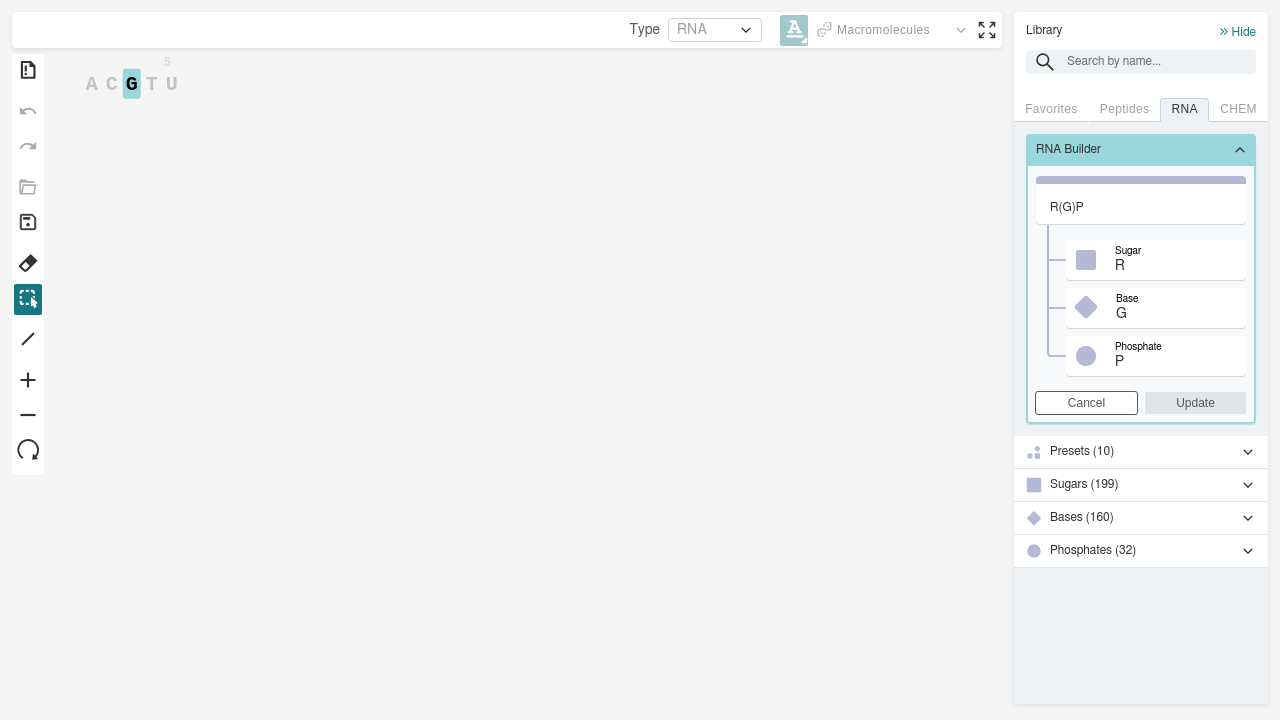 Type RNA
Macromolecules
5
A C G T U
Library
Hide
Search by name...
Favorites Peptides RNA CHEM
RNA Builder
R(G)P
Sugar
R
Base
G
Phosphate
P
Cancel Update
Presets (10)
Sugars (199)
Bases (160)
Phosphates (32)